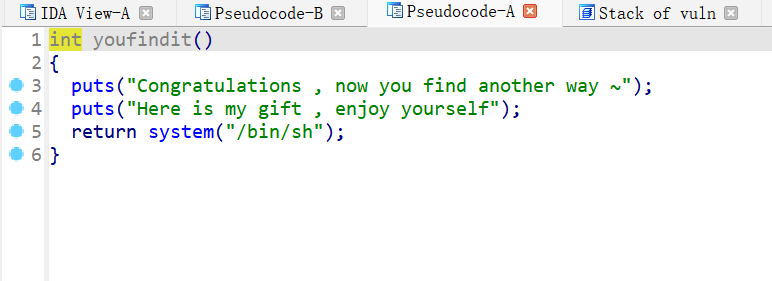 IDA View-A Pseudocode-B Pseudocode-A Stack of vuln
1 int youfindit()
2 {
3 puts("Congratulations , now you find another way ~");
4 puts("Here is my gift , enjoy yourself");
5 return system("/bin/sh");
6 }